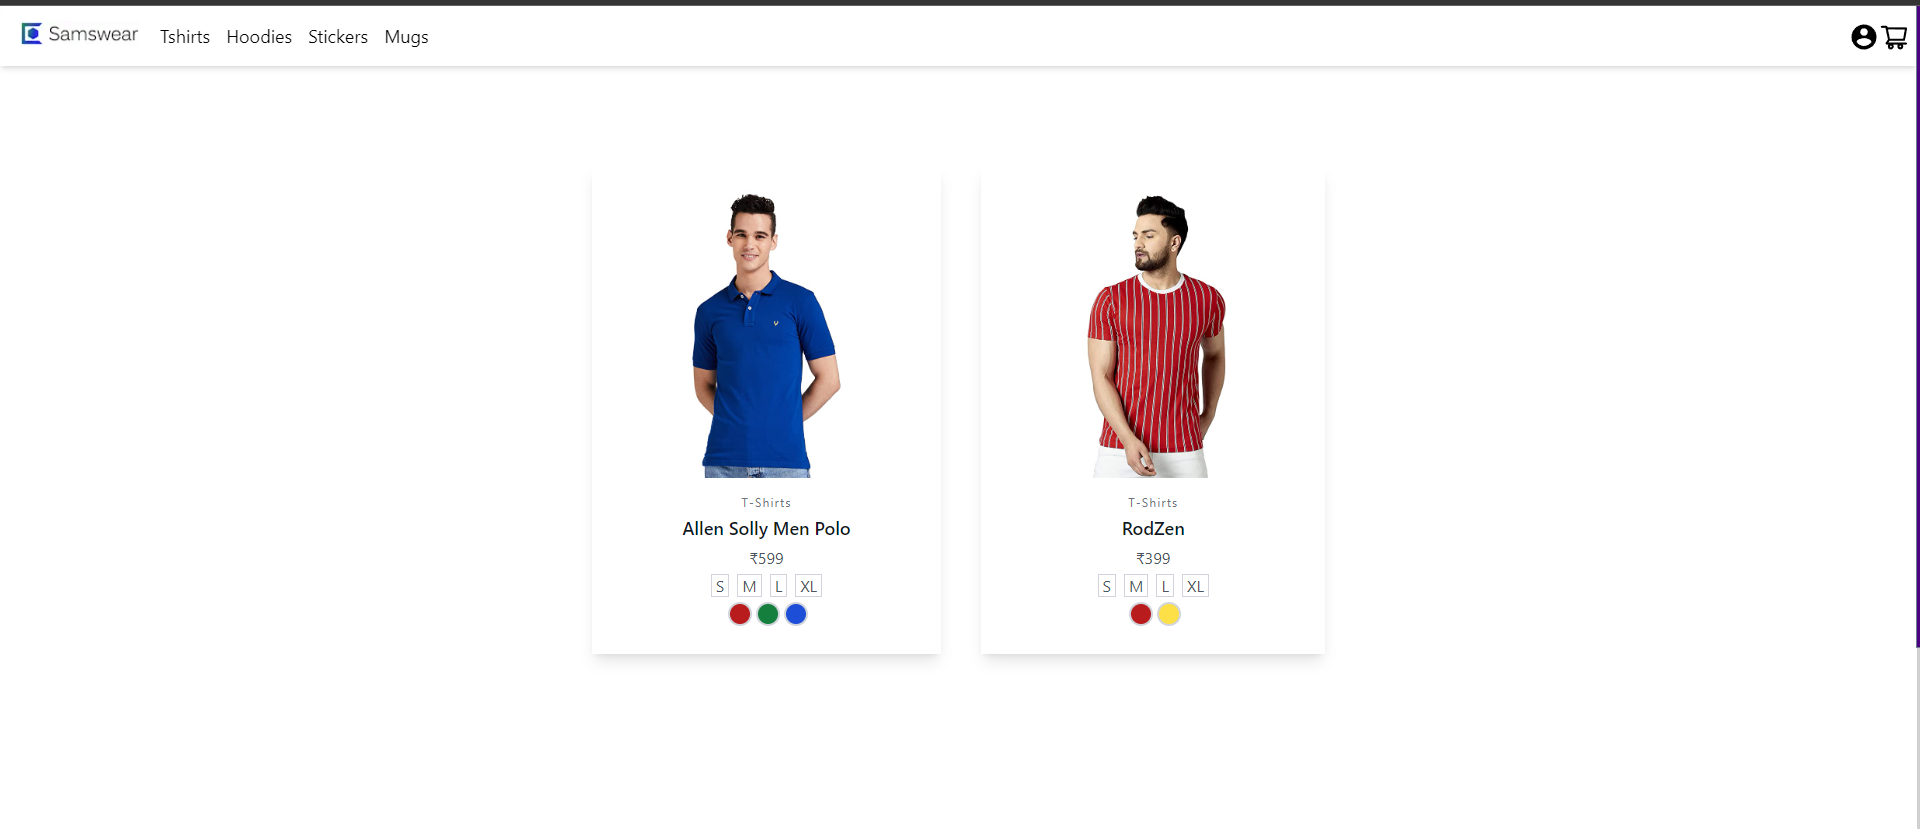 Samswear Tshirts Hoodies Stickers Mugs
T-Shirts
Allen Solly Men Polo
₹599
S M L XL
T-Shirts
RodZen
₹399
S M L XL